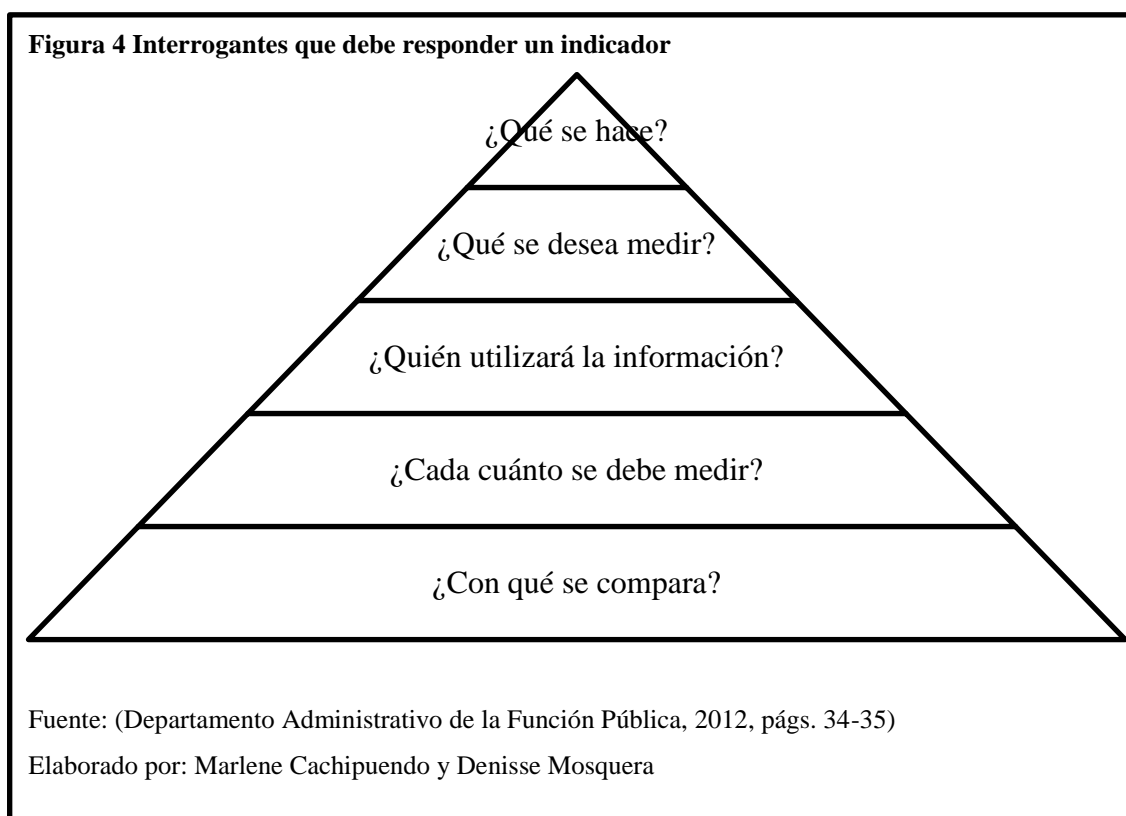 Figura 4 Interrogantes que debe responder un indicador
¿Qué se hace?
¿Qué se desea medir?
¿Quién utilizará la información?
¿Cada cuánto se debe medir?
¿Con qué se compara?
Fuente: (Departamento Administrativo de la Función Pública, 2012, págs. 34-35)
Elaborado por: Marlene Cachipuendo y Denisse Mosquera